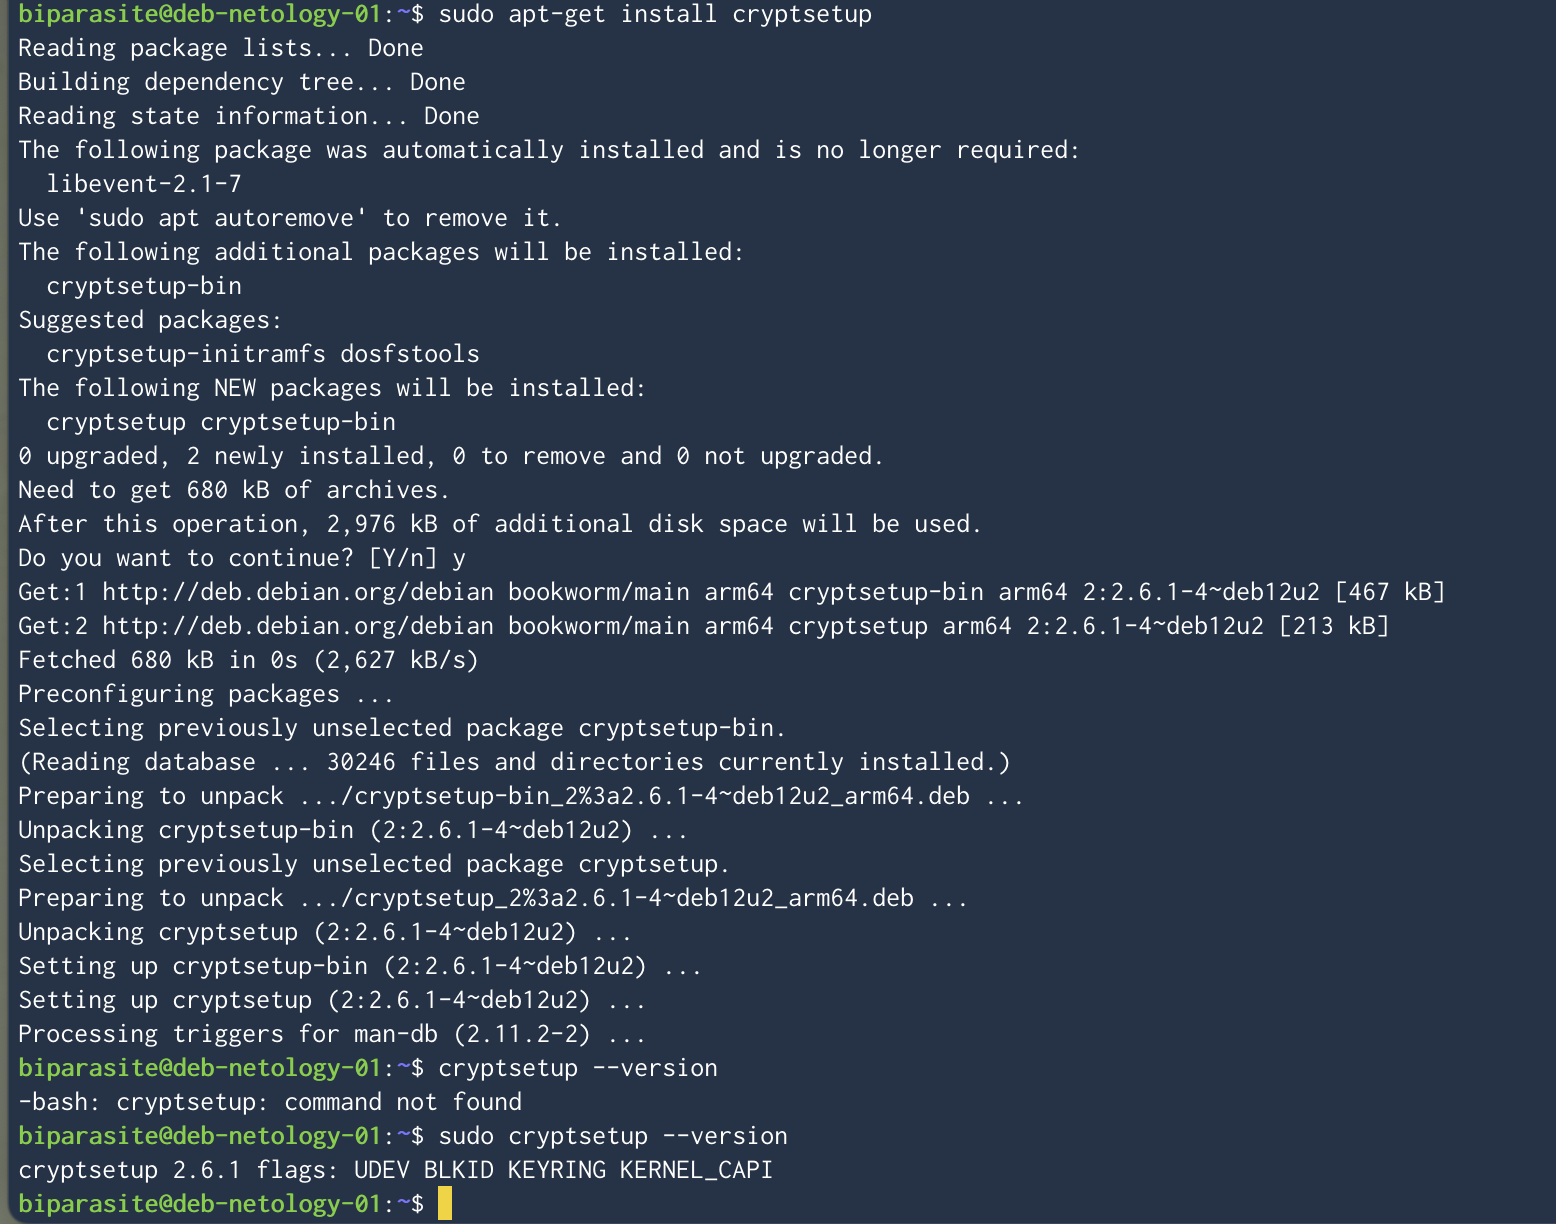 biparasite@deb-netology-01:~$ sudo apt-get install cryptsetup
Reading package lists... Done
Building dependency tree... Done
Reading state information... Done
The following package was automatically installed and is no longer required:
  libevent-2.1-7
Use 'sudo apt autoremove' to remove it.
The following additional packages will be installed:
  cryptsetup-bin
Suggested packages:
  cryptsetup-initramfs dosfstools
The following NEW packages will be installed:
  cryptsetup cryptsetup-bin
0 upgraded, 2 newly installed, 0 to remove and 0 not upgraded.
Need to get 680 kB of archives.
After this operation, 2,976 kB of additional disk space will be used.
Do you want to continue? [Y/n] y
Get:1 http://deb.debian.org/debian bookworm/main arm64 cryptsetup-bin arm64 2:2.6.1-4~deb12u2 [467 kB]
Get:2 http://deb.debian.org/debian bookworm/main arm64 cryptsetup arm64 2:2.6.1-4~deb12u2 [213 kB]
Fetched 680 kB in 0s (2,627 kB/s)
Preconfiguring packages ...
Selecting previously unselected package cryptsetup-bin.
(Reading database ... 30246 files and directories currently installed.)
Preparing to unpack .../cryptsetup-bin_2%3a2.6.1-4~deb12u2_arm64.deb ...
Unpacking cryptsetup-bin (2:2.6.1-4~deb12u2) ...
Selecting previously unselected package cryptsetup.
Preparing to unpack .../cryptsetup_2%3a2.6.1-4~deb12u2_arm64.deb ...
Unpacking cryptsetup (2:2.6.1-4~deb12u2) ...
Setting up cryptsetup-bin (2:2.6.1-4~deb12u2) ...
Setting up cryptsetup (2:2.6.1-4~deb12u2) ...
Processing triggers for man-db (2.11.2-2) ...
biparasite@deb-netology-01:~$ cryptsetup --version
-bash: cryptsetup: command not found
biparasite@deb-netology-01:~$ sudo cryptsetup --version
cryptsetup 2.6.1 flags: UDEV BLKID KEYRING KERNEL_CAPI
biparasite@deb-netology-01:~$